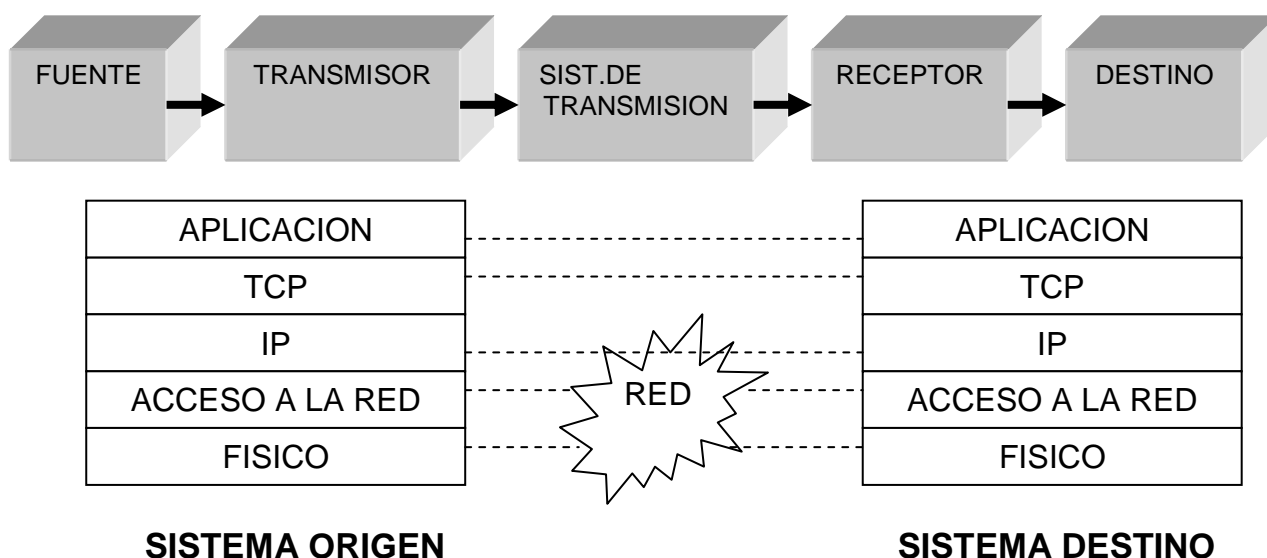 FUENTE
TRANSMISOR
SIST.DE
TRANSMISION
RECEPTOR
DESTINO
APLICACION
TCP
IP
ACCESO A LA RED
FISICO
SISTEMA ORIGEN
RED
APLICACION
TCP
IP
ACCESO A LA RED
FISICO
SISTEMA DESTINO